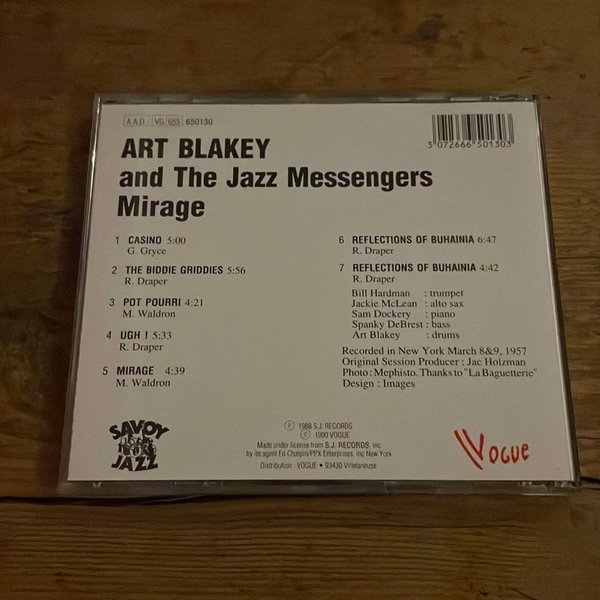 AAD VG 655 650130
3 072666 501303
ART BLAKEY
and The Jazz Messengers
Mirage
1 CASINO 5:00
G. Gryce
2 THE BIDDIE GRIDDIES 5:56
R. Draper
3 POT POURRI 4:21
M. Waldron
4 UGH ! 5:33
R. Draper
5 MIRAGE 4:39
M. Waldron
6 REFLECTIONS OF BUHAINIA 6:47
R. Draper
7 REFLECTIONS OF BUHAINIA 4:42
R. Draper
Bill Hardman : trumpet
Jackie McLean : alto sax
Sam Dockery : piano
Spanky DeBrest : bass
Art Blakey : drums
Recorded in New York March 8&9, 1957
Original Session Producer : Jac Holzman
Photo : Mephisto. Thanks to "La Baguetterie"
Design : Images
SAVOY
JAZZ
Ⓟ 1988 S.J. RECORDS
© 1990 VOGUE
Made under license from S.J. RECORDS, inc
by its agent Ed Chalpin/PPX Enterprises, inc New York
Distribution : VOGUE • 93430 Villetaneuse
VOGUE